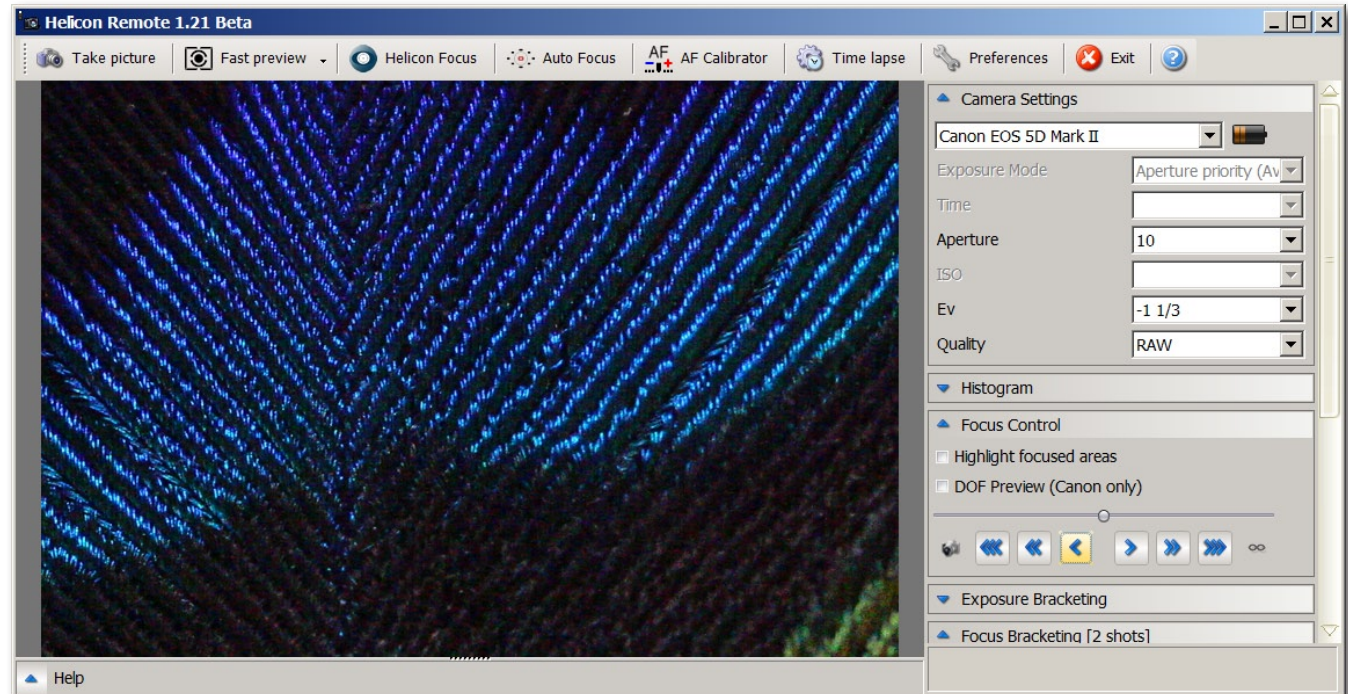 Helicon Remote 1.21 Beta
Take picture Fast preview Helicon Focus Auto Focus AF AF Calibrator Time lapse Preferences Exit
Camera Settings
Canon EOS 5D Mark II
Exposure Mode Aperture priority (Av
Time
Aperture 10
ISO
Ev -1 1/3
Quality RAW
Histogram
Focus Control
Highlight focused areas
DOF Preview (Canon only)
Exposure Bracketing
Focus Bracketing [2 shots]
Help